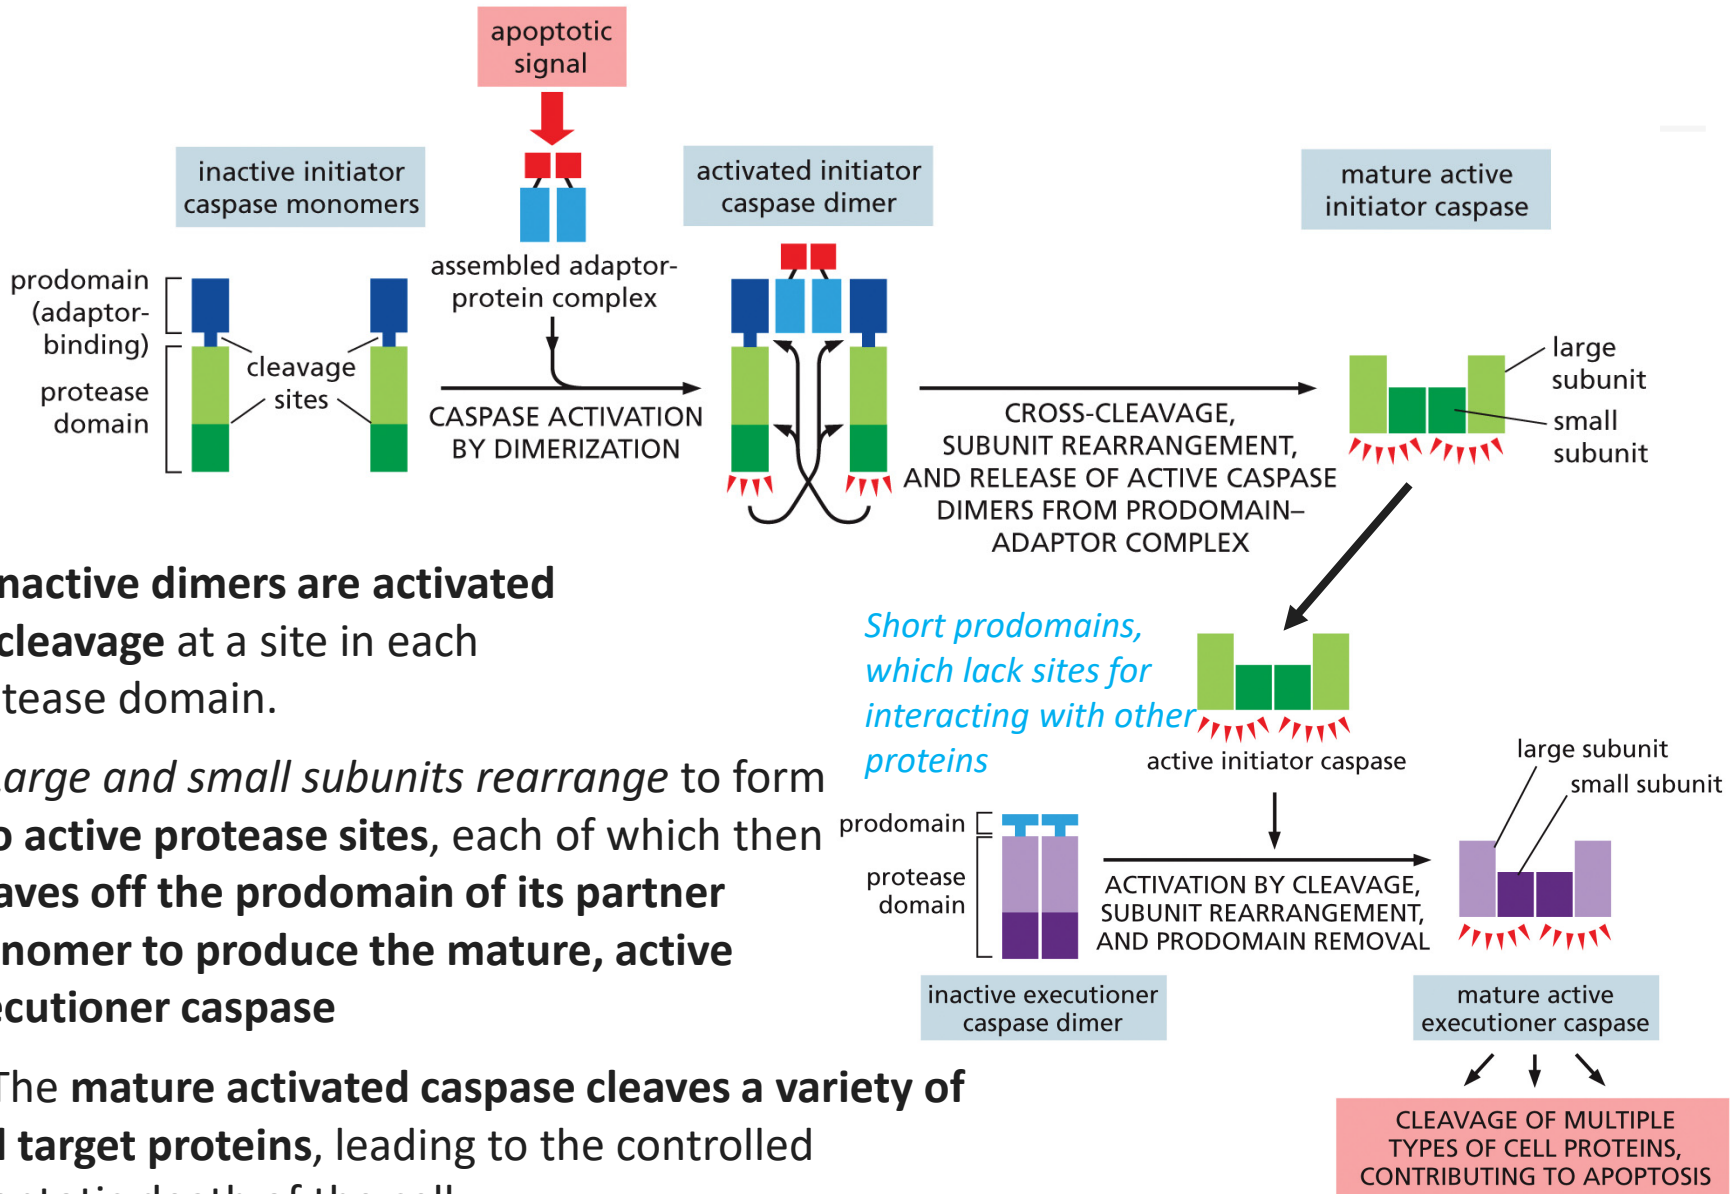 apoptotic
signal
inactive initiator
caspase monomers
activated initiator
caspase dimer
mature active
initiator caspase
assembled adaptor-
protein complex
prodomain
(adaptor-
binding)
protease
domain
cleavage
sites
CASPASE ACTIVATION
BY DIMERIZATION
CROSS-CLEAVAGE,
SUBUNIT REARRANGEMENT,
AND RELEASE OF ACTIVE CASPASE
DIMERS FROM PRODOMAIN–
ADAPTOR COMPLEX
large
subunit
small
subunit
nactive dimers are activated
cleavage at a site in each
tease domain.
arge and small subunits rearrange to form
o active protease sites, each of which then
aves off the prodomain of its partner
nomer to produce the mature, active
ecutioner caspase
The mature activated caspase cleaves a variety of
l target proteins, leading to the controlled
Short prodomains,
which lack sites for
interacting with other
proteins
active initiator caspase
prodomain
protease
domain
ACTIVATION BY CLEAVAGE,
SUBUNIT REARRANGEMENT,
AND PRODOMAIN REMOVAL
large subunit
small subunit
inactive executioner
caspase dimer
mature active
executioner caspase
CLEAVAGE OF MULTIPLE
TYPES OF CELL PROTEINS,
CONTRIBUTING TO APOPTOSIS